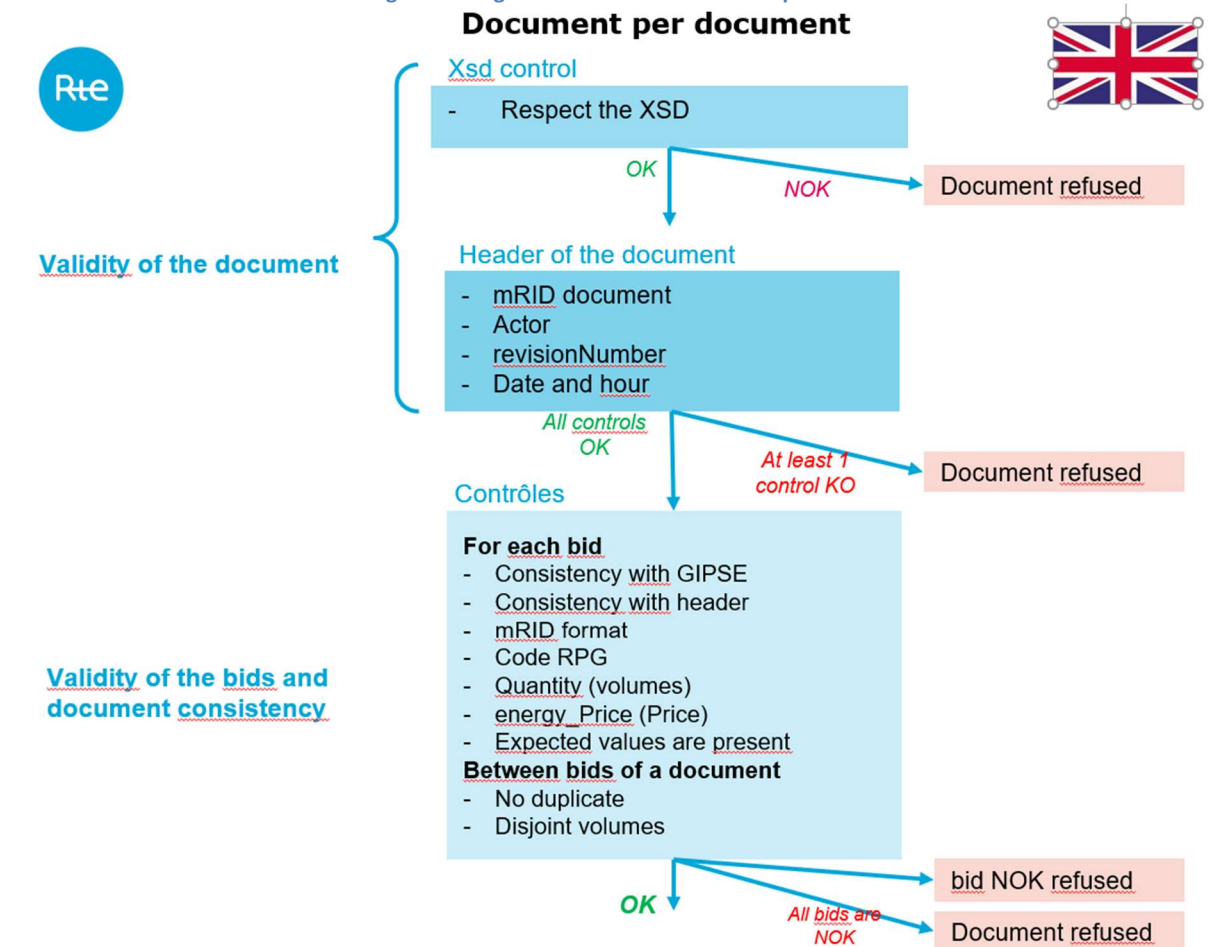 Document per document
Rte
Xsd control
- Respect the XSD
OK
NOK
Document refused
Validity of the document
Header of the document
- mRID document
- Actor
- revisionNumber
- Date and hour
All controls
OK
At least 1
control KO
Document refused
Contrôles
For each bid
- Consistency with GIPSE
- Consistency with header
- mRID format
- Code RPG
- Quantity (volumes)
- energy_Price (Price)
- Expected values are present
Between bids of a document
- No duplicate
- Disjoint volumes
Validity of the bids and
document consistency
OK
bid NOK refused
All bids are
NOK
Document refused